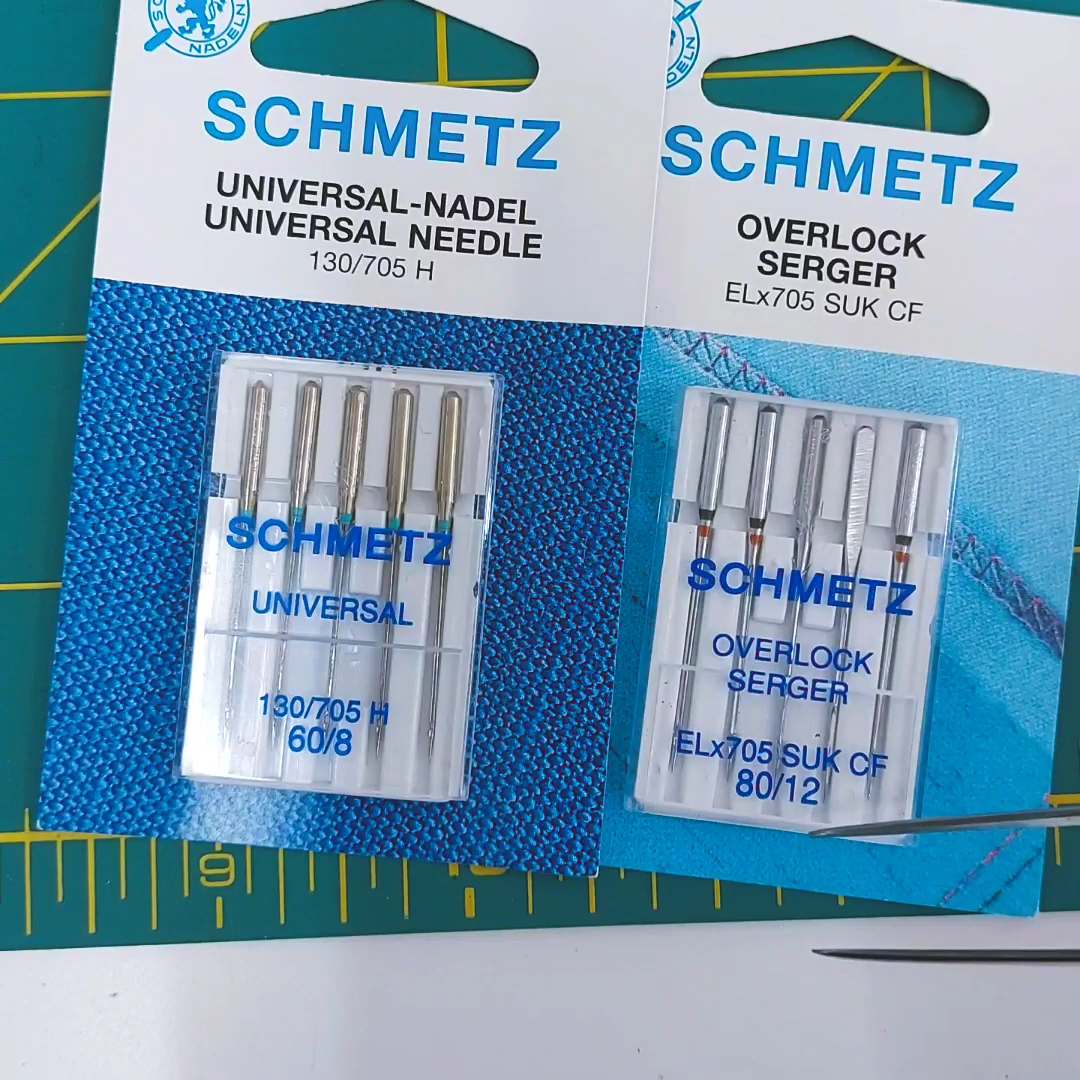 NADELN
SCHMETZ
UNIVERSAL-NADEL
UNIVERSAL NEEDLE
130/705 H
SCHMETZ
UNIVERSAL
130/705 H
60/8
SCHMETZ
OVERLOCK
SERGER
ELx705 SUK CF
SCHMETZ
OVERLOCK
SERGER
ELx705 SUK CF
80/12
9